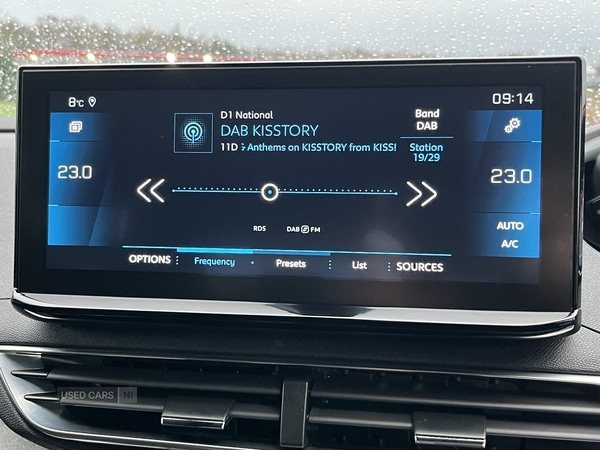 8°C 09:14
D1 National
DAB KISSTORY
11D Anthems on KISSTORY from KISS!
Band
DAB
Station
19/29
23.0
23.0
RDS DAB FM
AUTO
A/C
OPTIONS Frequency Presets List SOURCES
USED CARS NI